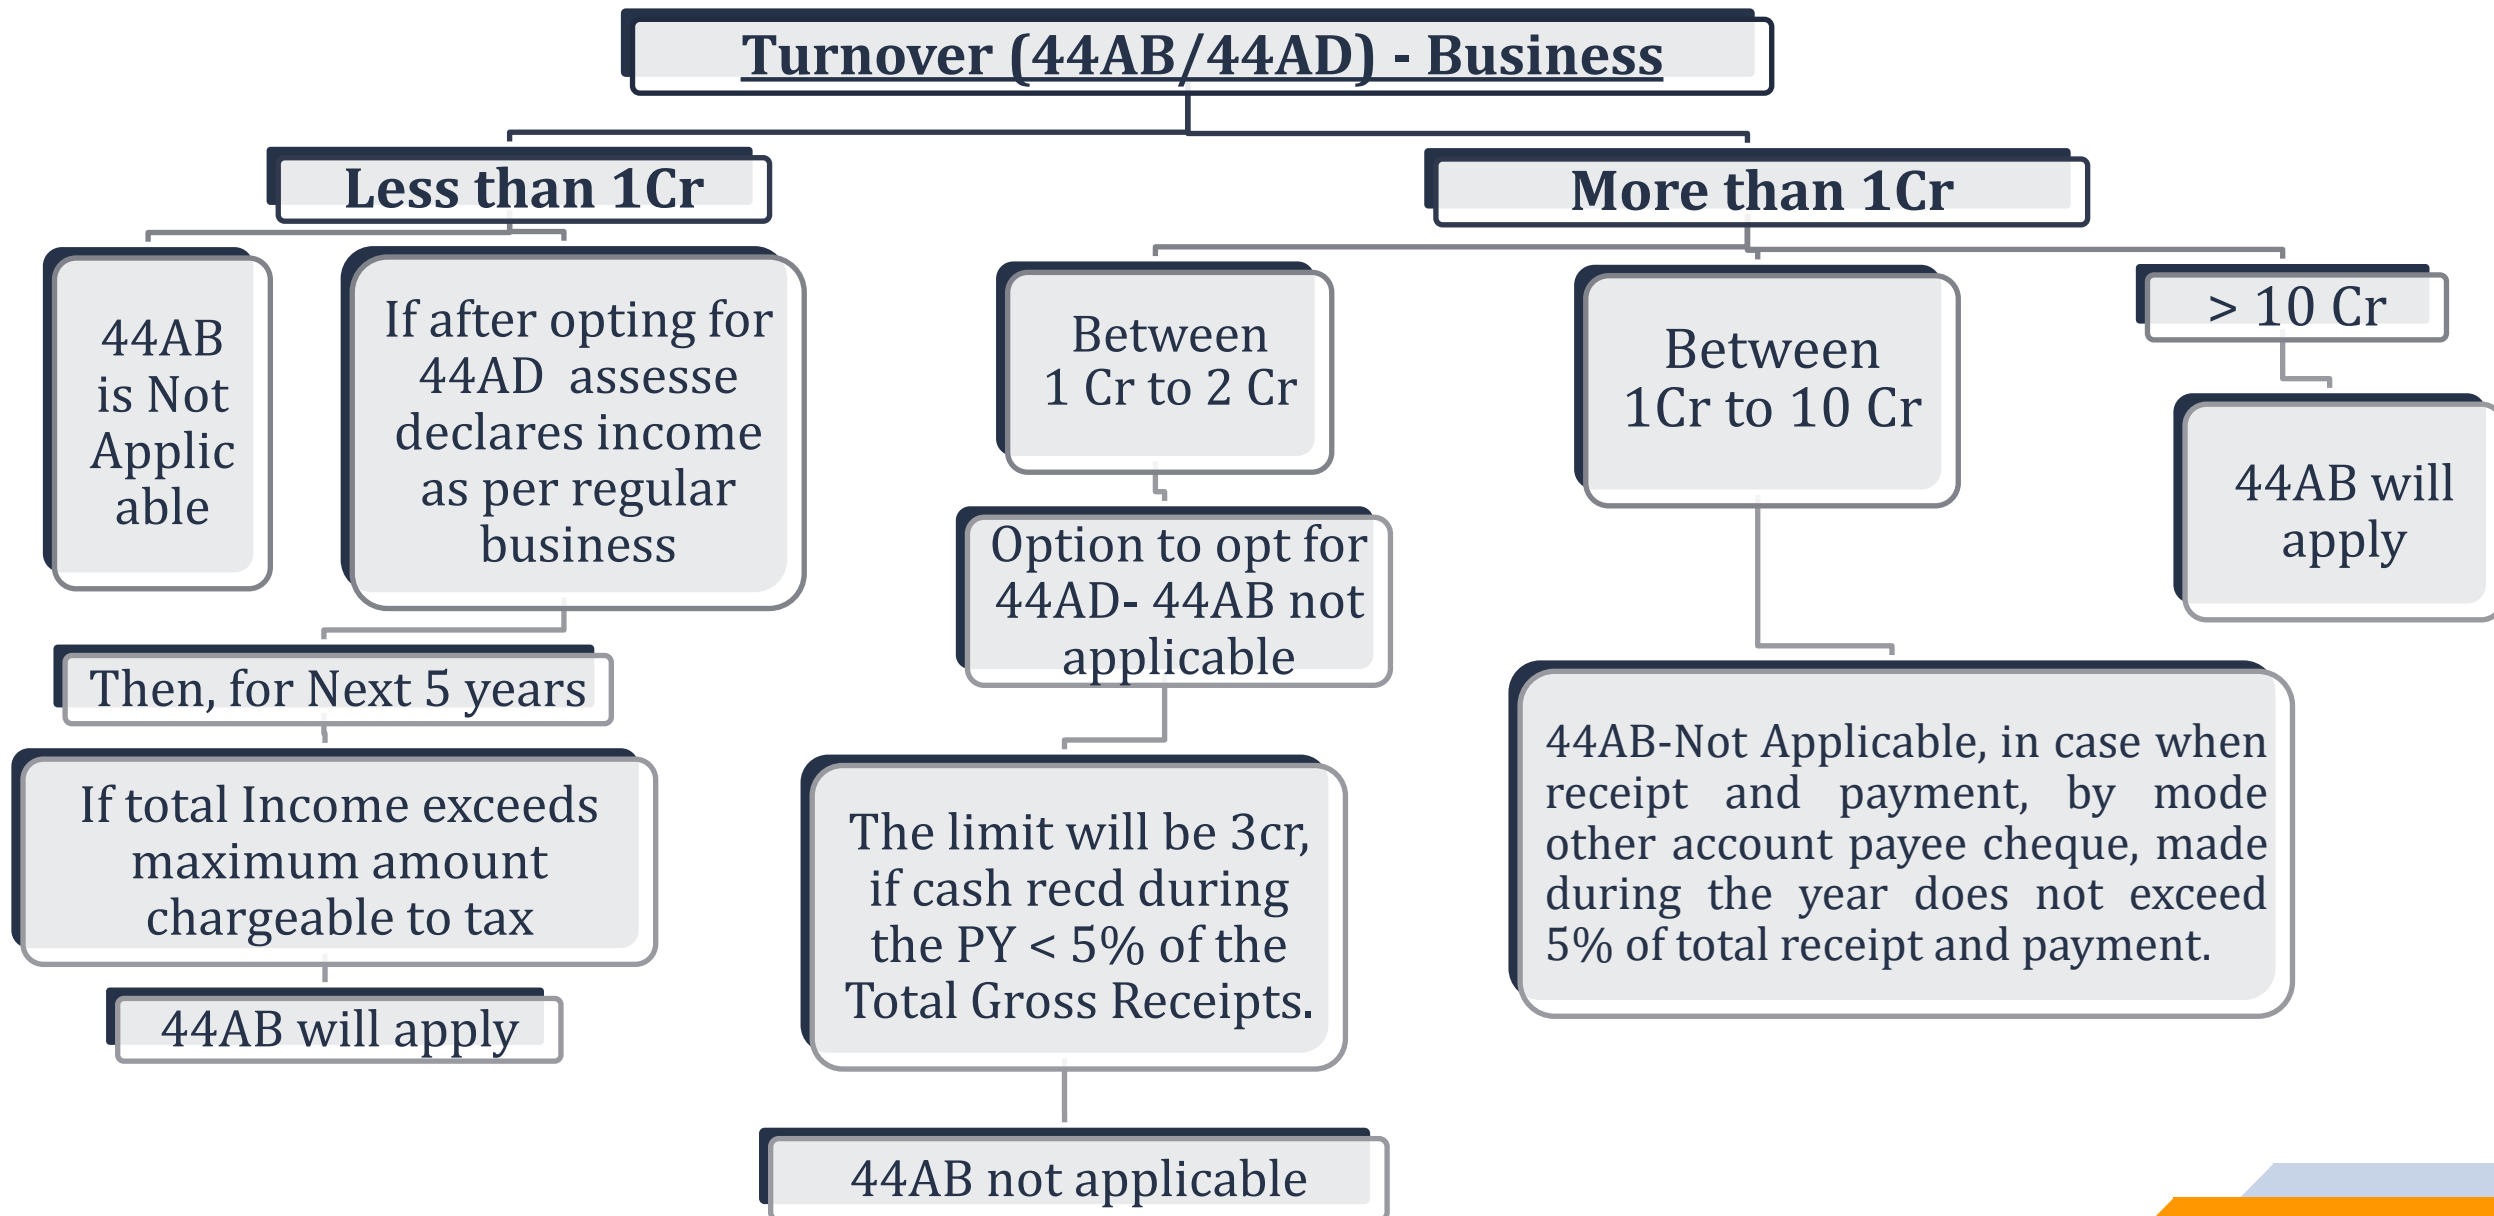 Turnover (44AB/44AD) - Business
Less than 1Cr
More than 1Cr
44AB
is Not
Applic
able
If after opting for
44AD assesse
declares income
as per regular
business
Then, for Next 5 years
If total Income exceeds
maximum amount
chargeable to tax
44AB will apply
Between
1 Cr to 2 Cr
Option to opt for
44AD- 44AB not
applicable
The limit will be 3cr,
if cash recd during
the PY < 5% of the
Total Gross Receipts.
44AB not applicable
Between
1Cr to 10 Cr
44AB-Not Applicable, in case when
receipt and payment, by mode
other account payee cheque, made
during the year does not exceed
5% of total receipt and payment.
> 10 Cr
44AB will
apply